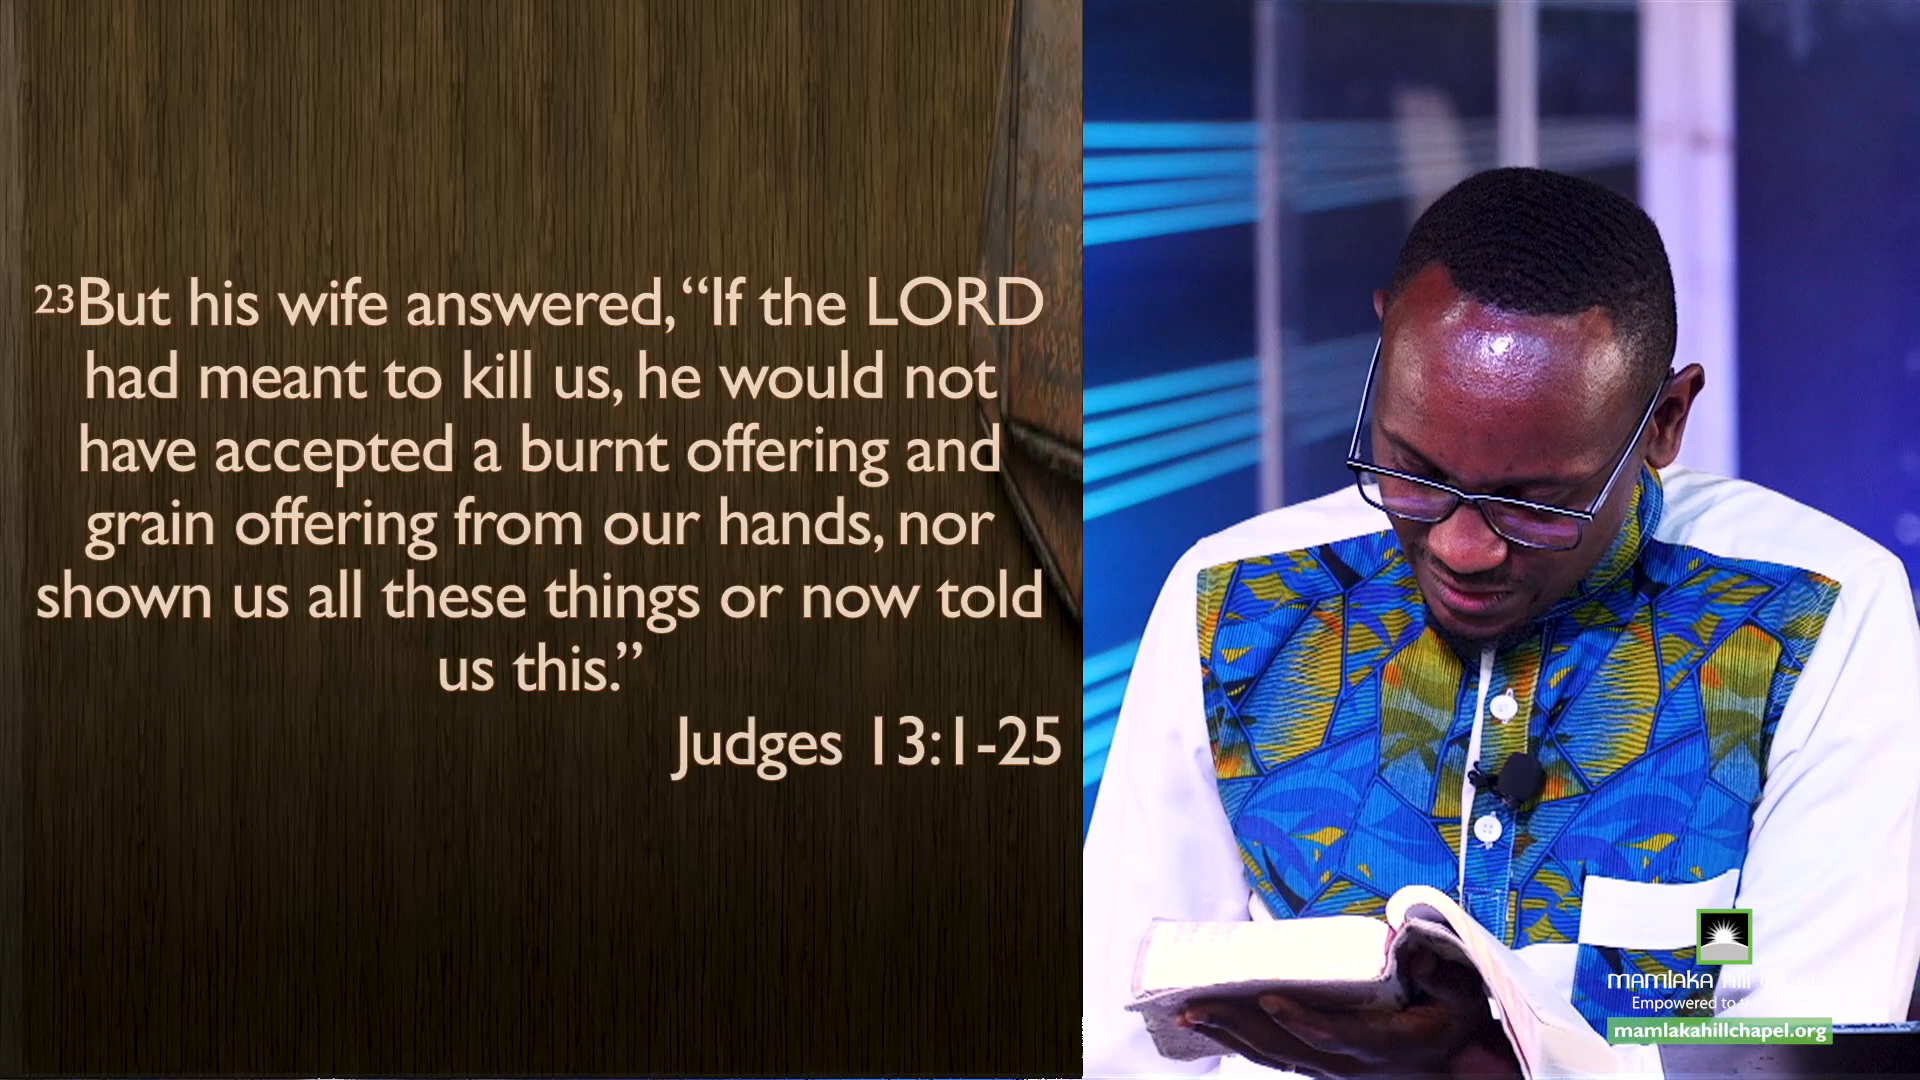 23But his wife answered, “If the LORD
had meant to kill us, he would not
have accepted a burnt offering and
grain offering from our hands, nor
shown us all these things or now told
us this.”
Judges 13:1-25
mamlaka Hill
Empowered to
mamlakahillchapel.org